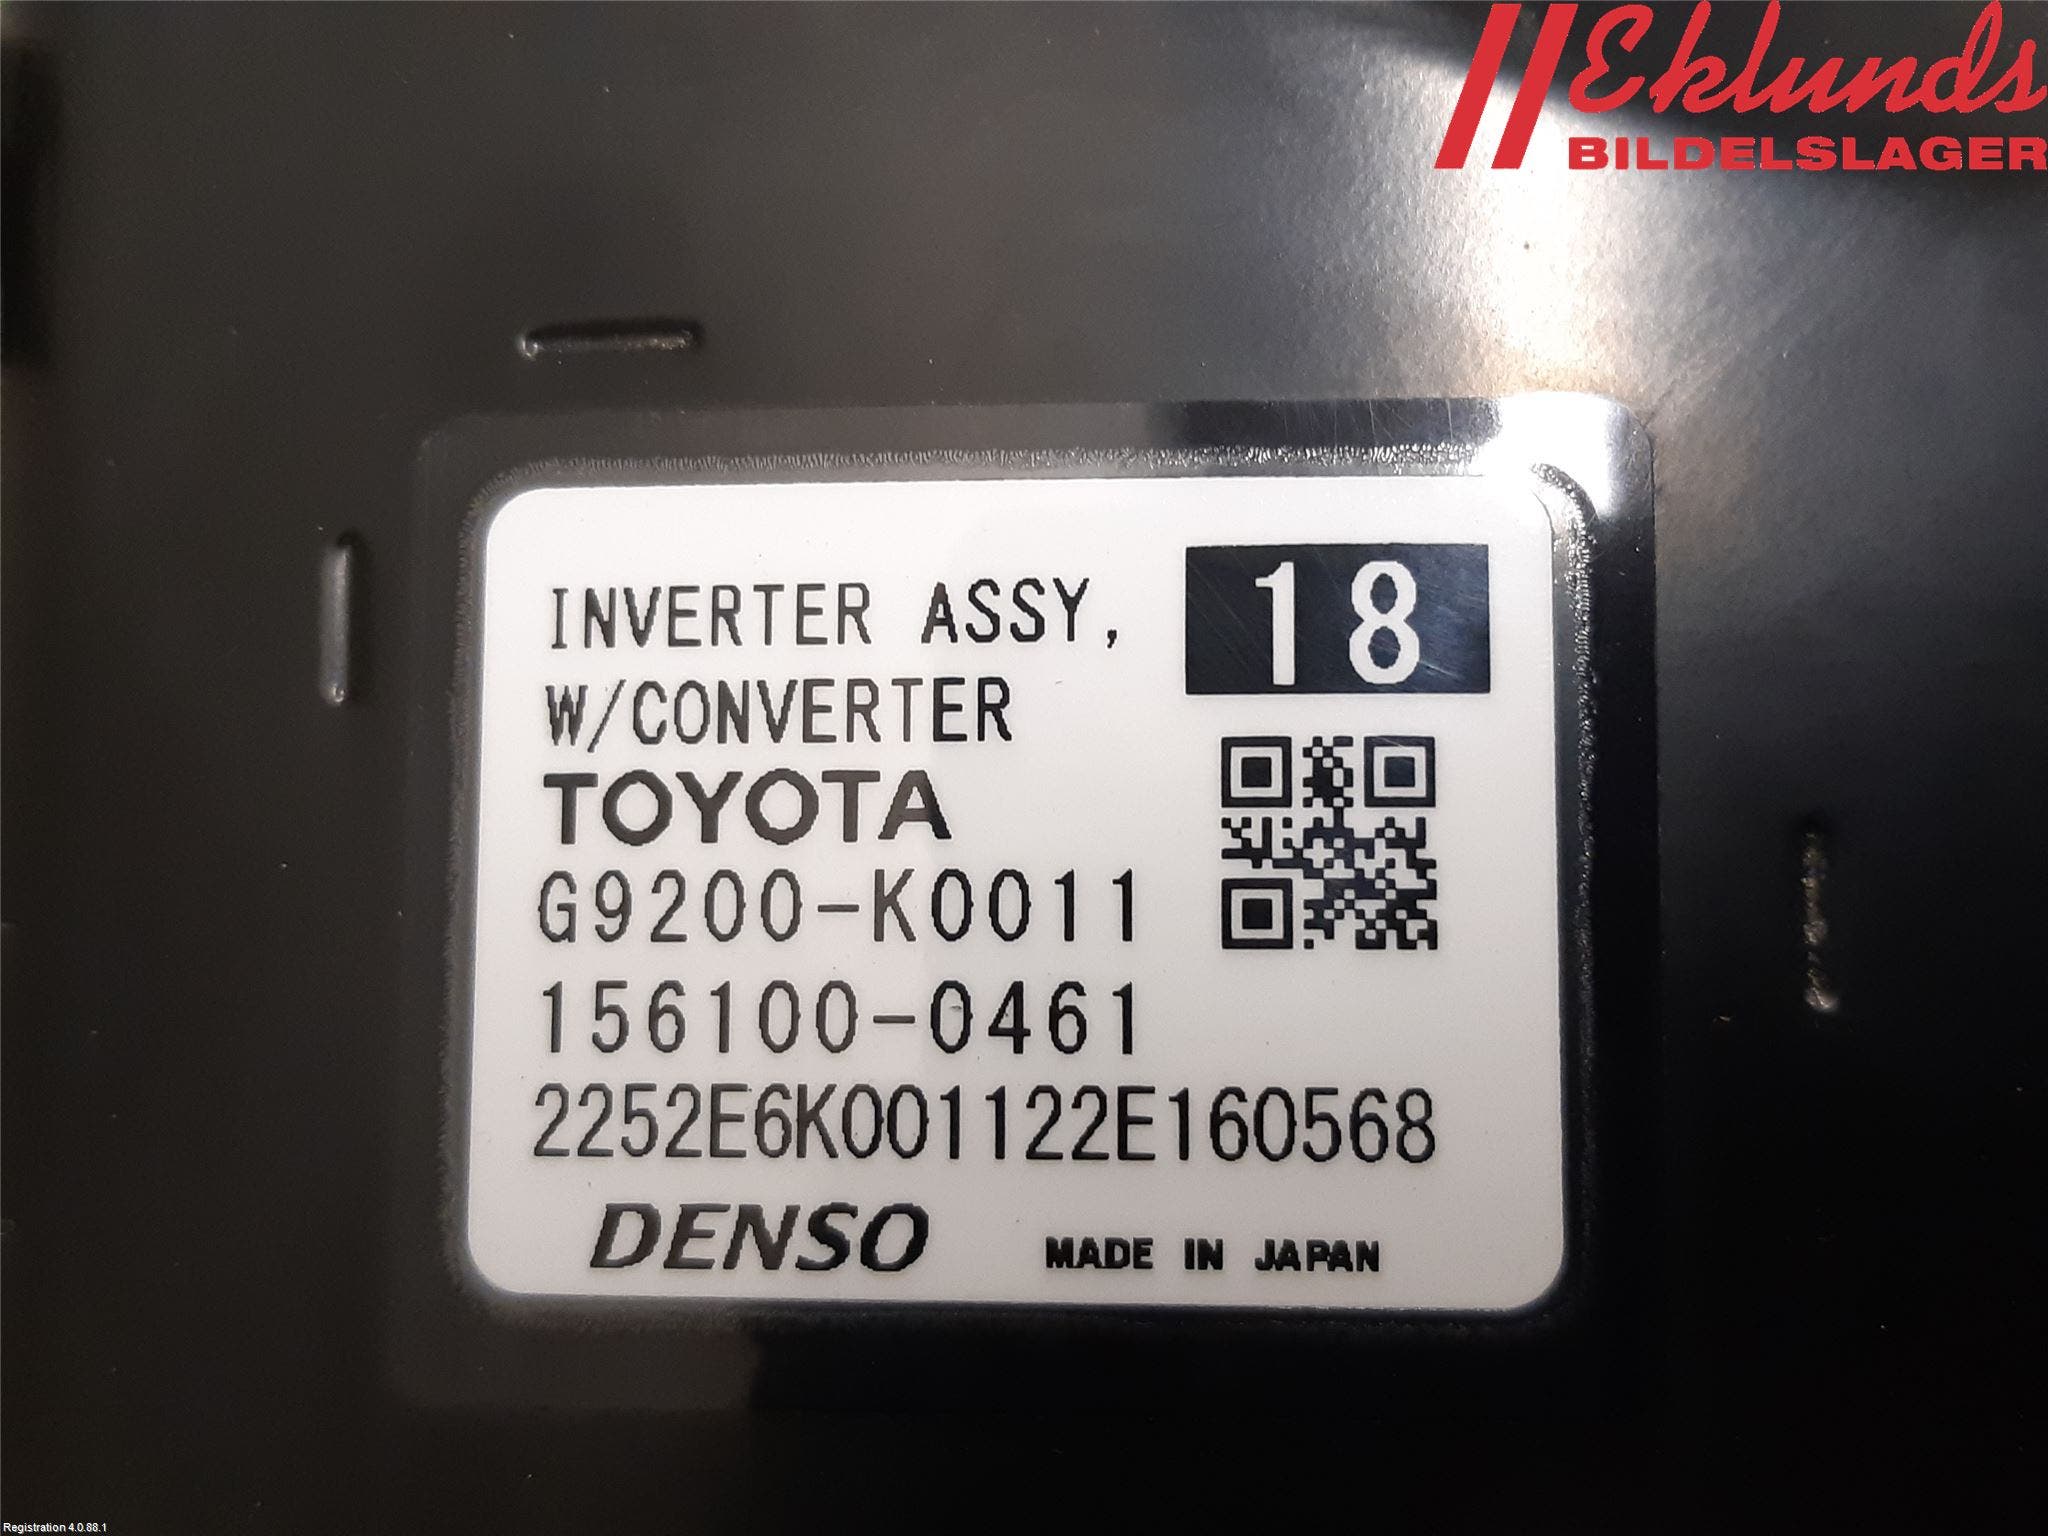 Eklunds
BILDELSLAGER
INVERTER ASSY,
18
W/CONVERTER
TOYOTA
G9200-K0011
156100-0461
2252E6K001122E160568
DENSO
MADE IN JAPAN
Registration 4.0.88.1